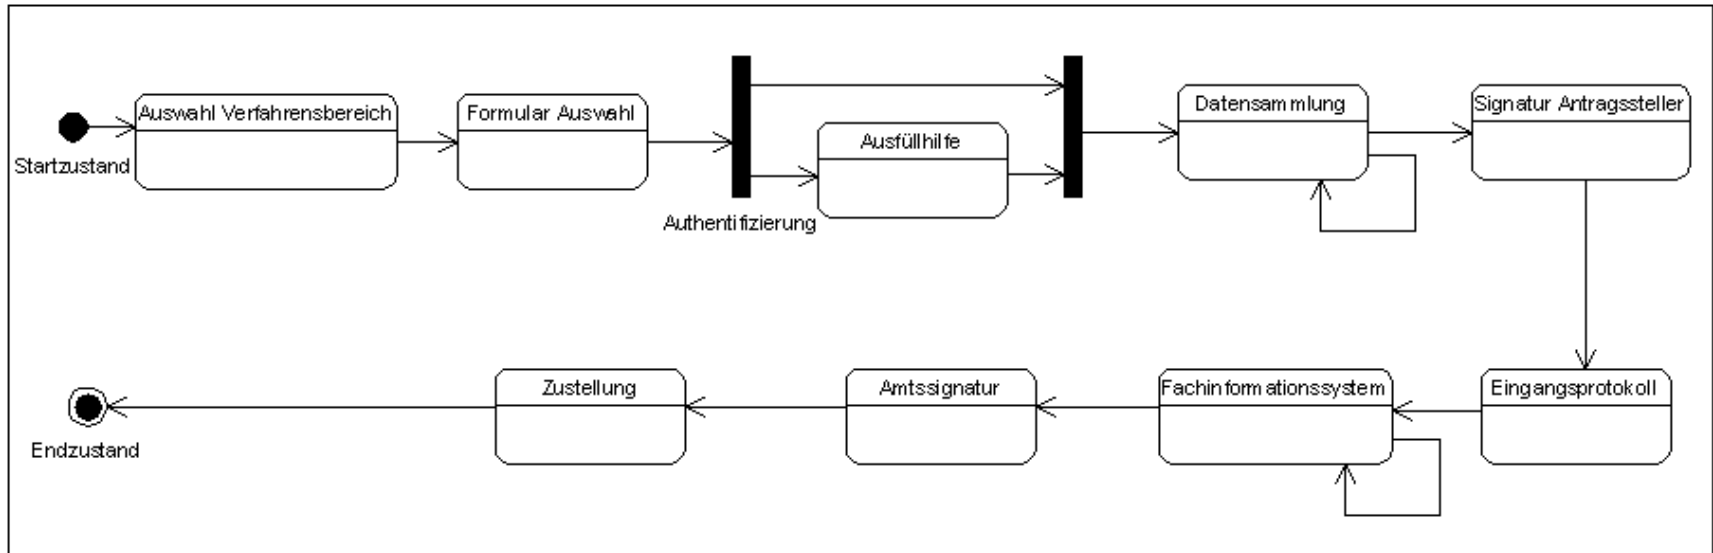 Startzustand
Auswahl Verfahrensbereich
Formular Auswahl
Authentifizierung
Ausfüllhilfe
Datensammlung
Signatur Antragssteller
Endzustand
Zustellung
Amtssignatur
Fachinformationssystem
Eingangsprotokoll